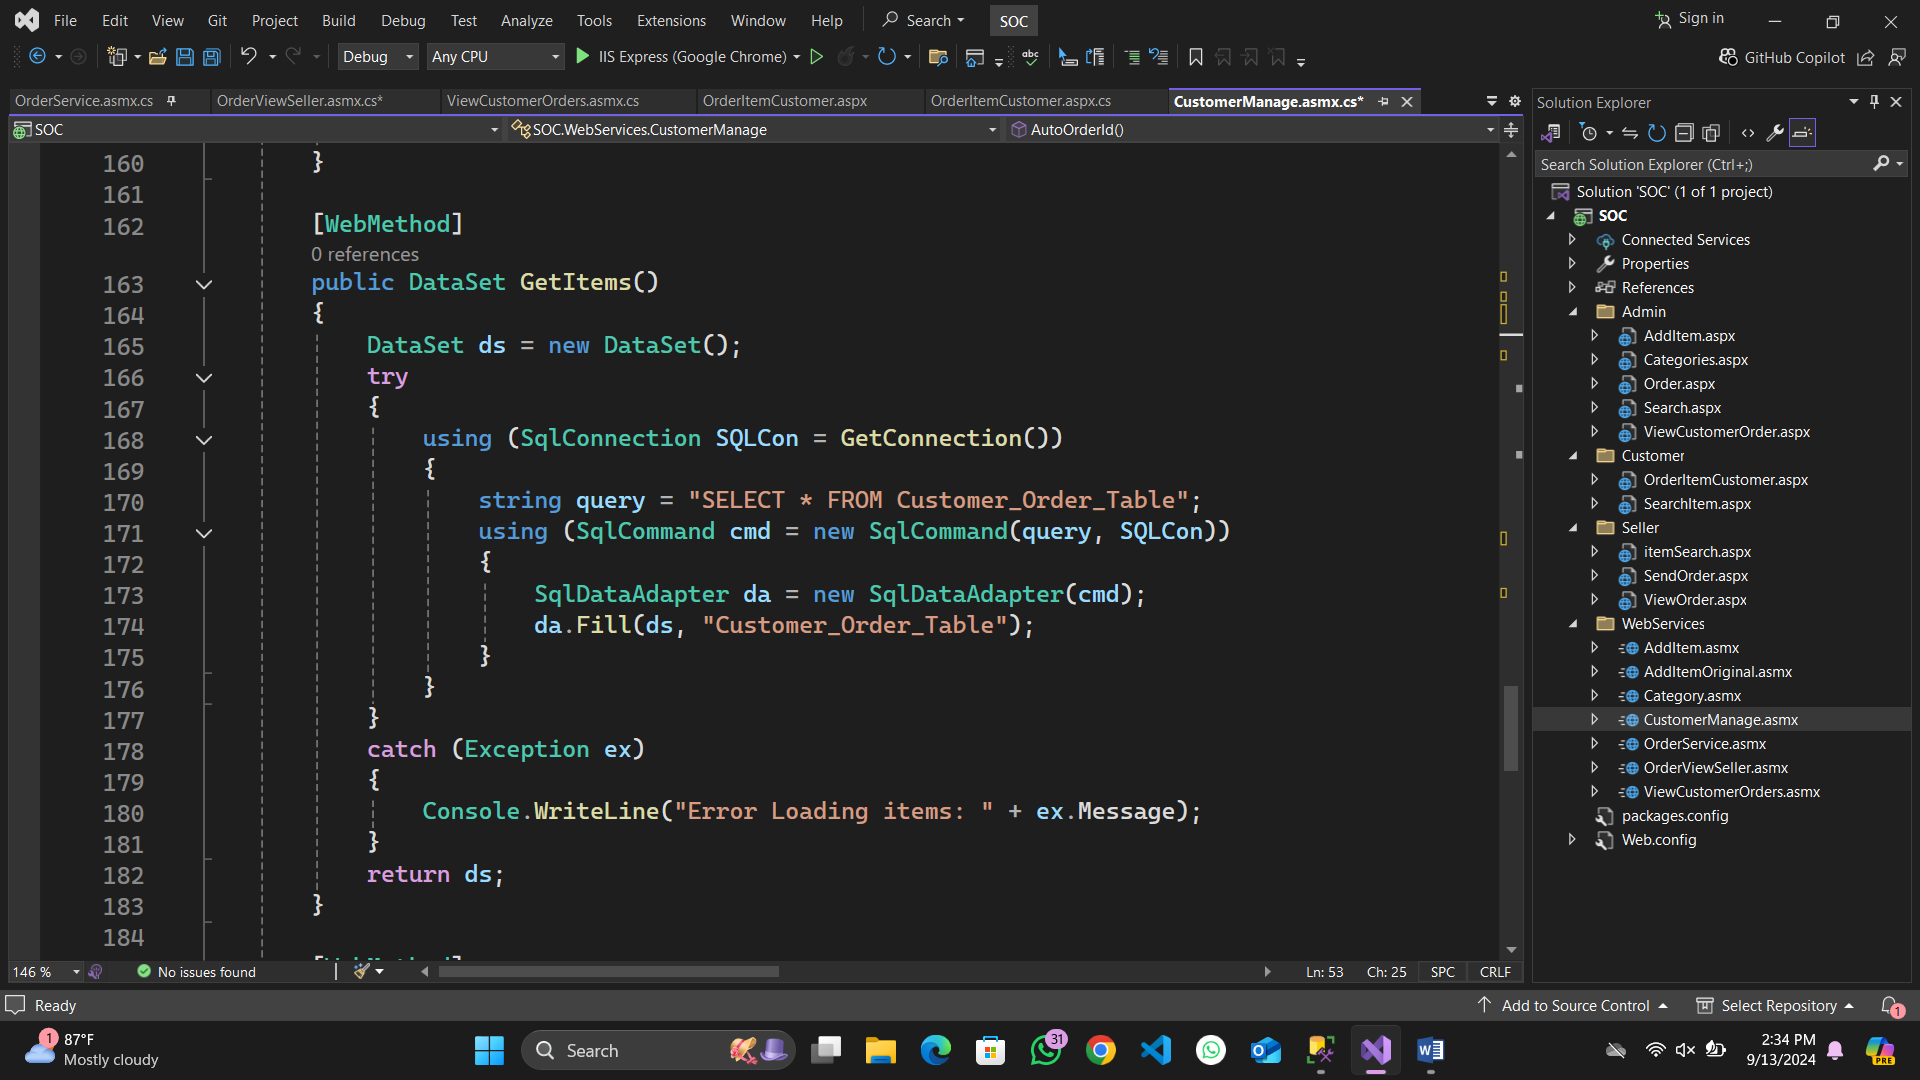 File Edit View Git Project Build Debug Test Analyze Tools Extensions Window Help Search SOC Sign in
Debug Any CPU IIS Express (Google Chrome) GitHub Copilot
OrderService.asmx.cs OrderViewSeller.asmx.cs* ViewCustomerOrders.asmx.cs OrderItemCustomer.aspx OrderItemCustomer.aspx.cs CustomerManage.asmx.cs*
SOC SOC.WebServices.CustomerManage AutoOrderId()
160 }
161
162 [WebMethod]
0 references
163 public DataSet GetItems()
164 {
165 DataSet ds = new DataSet();
166 try
167 {
168 using (SqlConnection SQLCon = GetConnection())
169 {
170 string query = "SELECT * FROM Customer_Order_Table";
171 using (SqlCommand cmd = new SqlCommand(query, SQLCon))
172 {
173 SqlDataAdapter da = new SqlDataAdapter(cmd);
174 da.Fill(ds, "Customer_Order_Table");
175 }
176 }
177 }
178 catch (Exception ex)
179 {
180 Console.WriteLine("Error Loading items: " + ex.Message);
181 }
182 return ds;
183 }
184
146 % No issues found Ln: 53 Ch: 25 SPC CRLF
Solution Explorer
Search Solution Explorer (Ctrl+;)
Solution 'SOC' (1 of 1 project)
SOC
Connected Services
Properties
References
Admin
AddItem.aspx
Categories.aspx
Order.aspx
Search.aspx
ViewCustomerOrder.aspx
Customer
OrderItemCustomer.aspx
SearchItem.aspx
Seller
itemSearch.aspx
SendOrder.aspx
ViewOrder.aspx
WebServices
AddItem.asmx
AddItemOriginal.asmx
Category.asmx
CustomerManage.asmx
OrderService.asmx
OrderViewSeller.asmx
ViewCustomerOrders.asmx
packages.config
Web.config
Ready Add to Source Control Select Repository 1
1 87°F
Mostly cloudy
Search
31
PRE
2:34 PM
9/13/2024